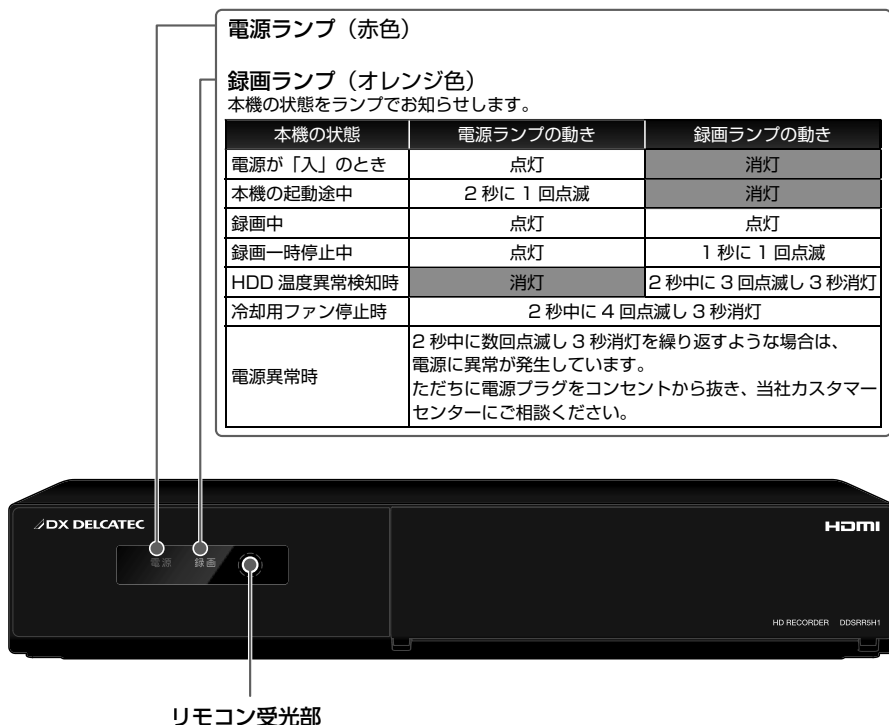 電源ランプ（赤色）
録画ランプ（オレンジ色）
本機の状態をランプでお知らせします。
本機の状態 電源ランプの動き 録画ランプの動き
電源が「入」のとき 点灯 消灯
本機の起動途中 2 秒に 1 回点滅 消灯
録画中 点灯 点灯
録画一時停止中 点灯 1 秒に 1 回点滅
HDD 温度異常検知時 消灯 2 秒中に 3 回点滅し 3 秒消灯
冷却用ファン停止時 2 秒中に 4 回点滅し 3 秒消灯
電源異常時 2 秒中に数回点滅し 3 秒消灯を繰り返すような場合は、
電源に異常が発生しています。
ただちに電源プラグをコンセントから抜き、当社カスタマー
センターにご相談ください。
DX DELCATEC
HDMI
電源 録画
HD RECORDER DDSRR5H1
リモコン受光部